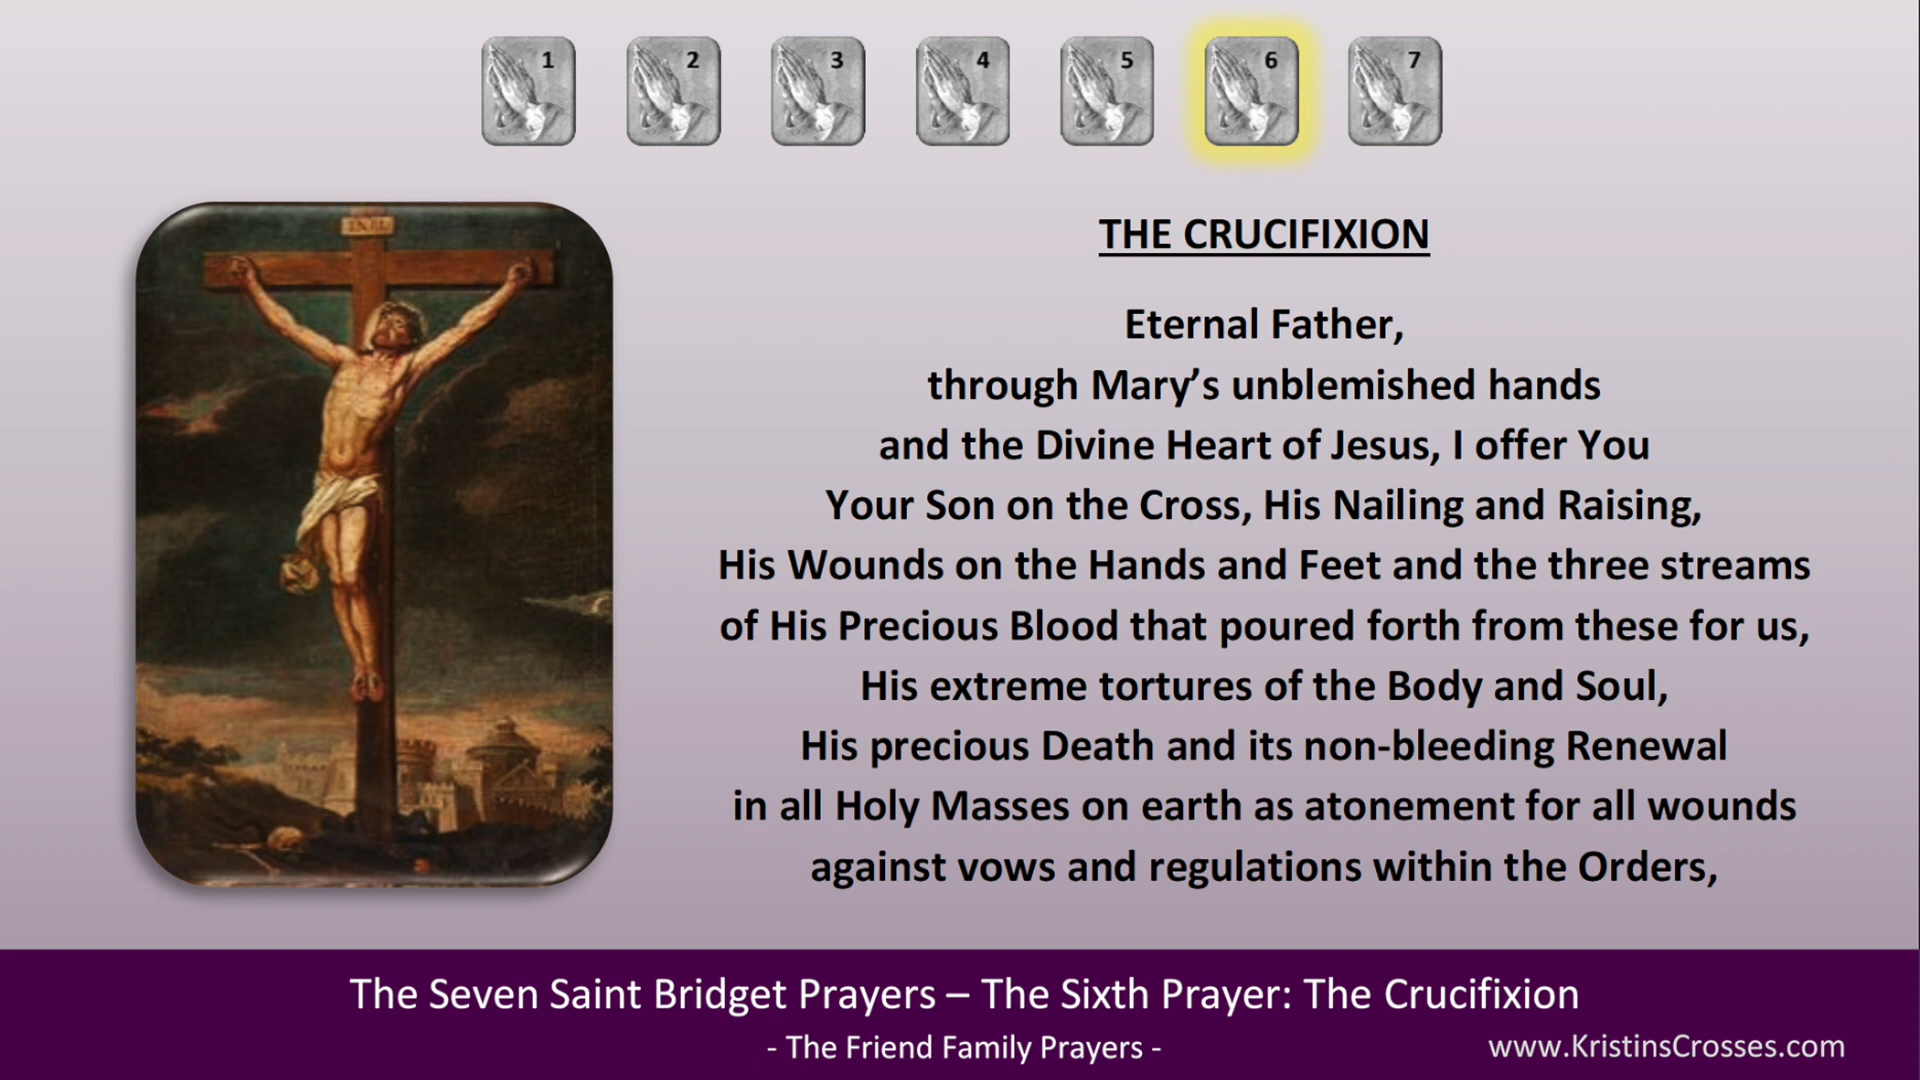 1 2 3 4 5 6 7
INRI
THE CRUCIFIXION
Eternal Father,
through Mary’s unblemished hands
and the Divine Heart of Jesus, I offer You
Your Son on the Cross, His Nailing and Raising,
His Wounds on the Hands and Feet and the three streams
of His Precious Blood that poured forth from these for us,
His extreme tortures of the Body and Soul,
His precious Death and its non-bleeding Renewal
in all Holy Masses on earth as atonement for all wounds
against vows and regulations within the Orders,
The Seven Saint Bridget Prayers – The Sixth Prayer: The Crucifixion
- The Friend Family Prayers -
www.KristinsCrosses.com